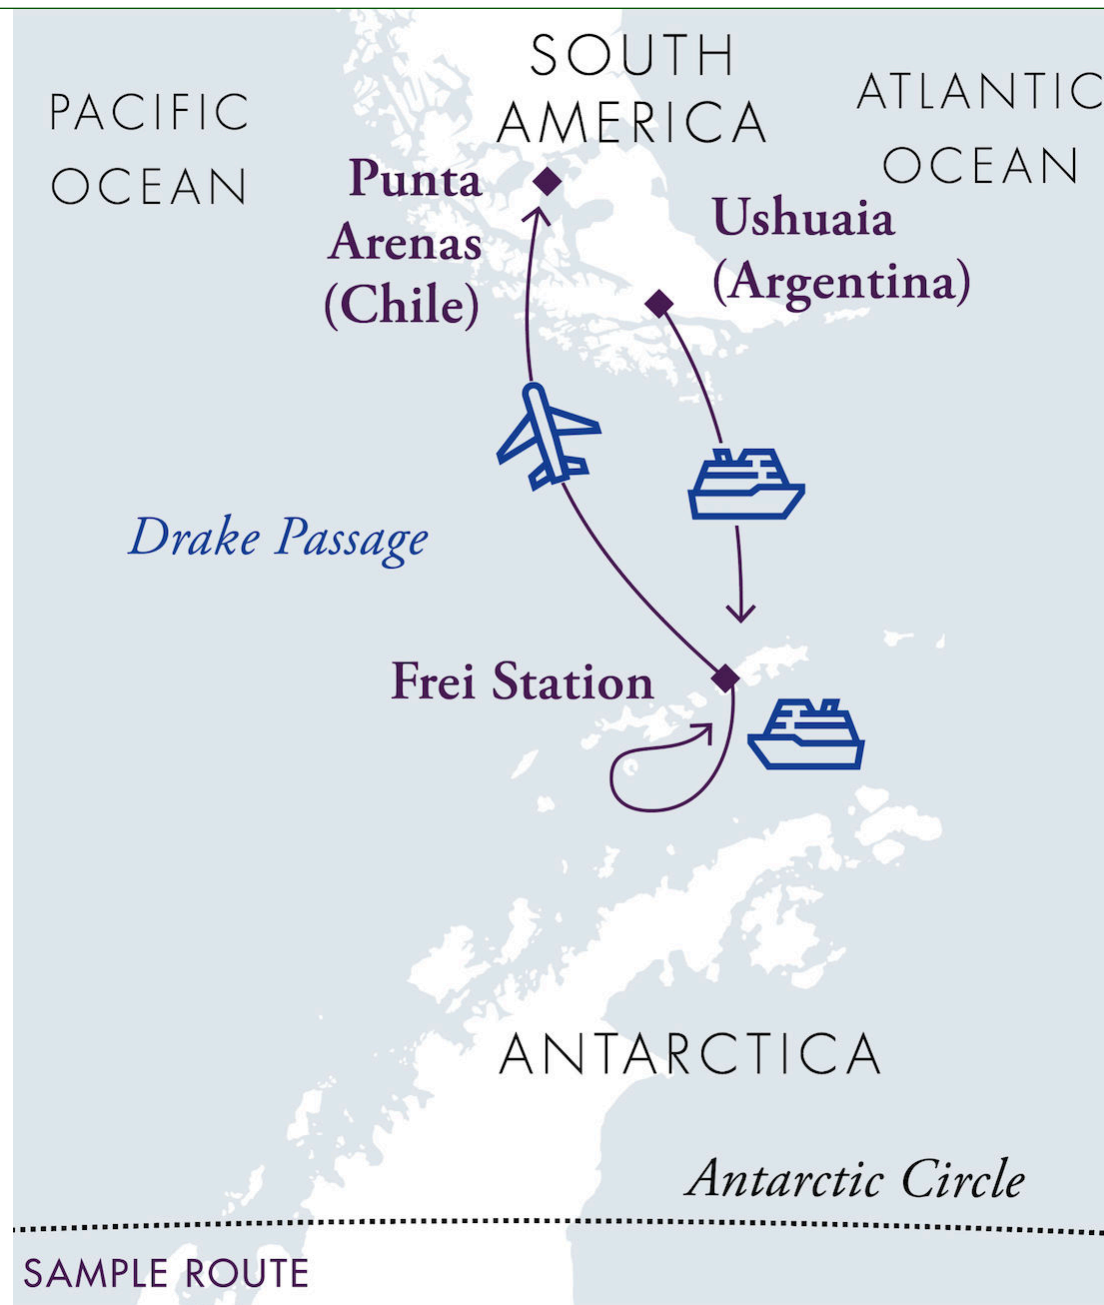 SOUTH
AMERICA
PACIFIC
OCEAN
ATLANTIC
OCEAN
Punta
Arenas
(Chile)
Ushuaia
(Argentina)
Drake Passage
Frei Station
ANTARCTICA
Antarctic Circle
SAMPLE ROUTE